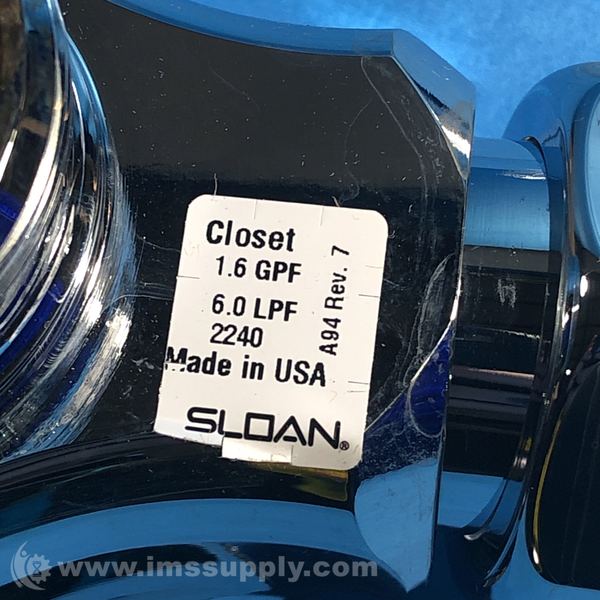 Closet
1.6 GPF
6.0 LPF
2240
Made in USA
A94 Rev. 7
SLOAN®
www.imssupply.com